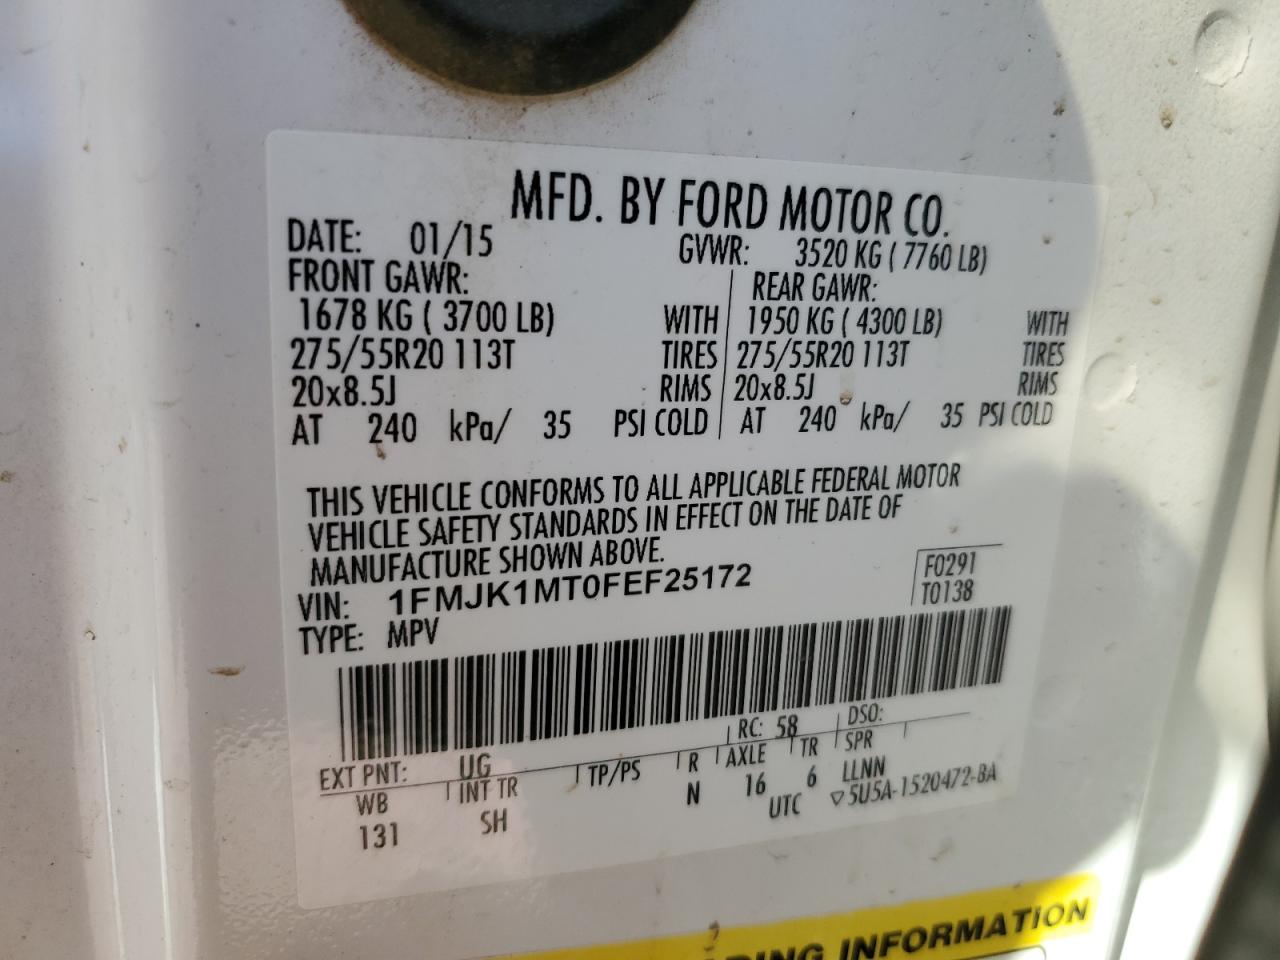 MFD. BY FORD MOTOR CO.
DATE: 01/15 GVWR: 3520 KG ( 7760 LB)
FRONT GAWR: REAR GAWR:
1678 KG ( 3700 LB) WITH 1950 KG ( 4300 LB) WITH
275/55R20 113T TIRES 275/55R20 113T TIRES
20x8.5J RIMS 20x8.5J RIMS
AT 240 kPa/ 35 PSI COLD AT 240 kPa/ 35 PSI COLD
THIS VEHICLE CONFORMS TO ALL APPLICABLE FEDERAL MOTOR
VEHICLE SAFETY STANDARDS IN EFFECT ON THE DATE OF
MANUFACTURE SHOWN ABOVE.
VIN: 1FMJK1MT0FEF25172 F0291
TYPE: MPV T0138
EXT PNT: UG RC: 58 DSO:
WB INT TR TP/PS R AXLE TR SPR
131 SH N 16 6 LLNN
UTC ▽5U5A-1520472-BA
INFORMATION